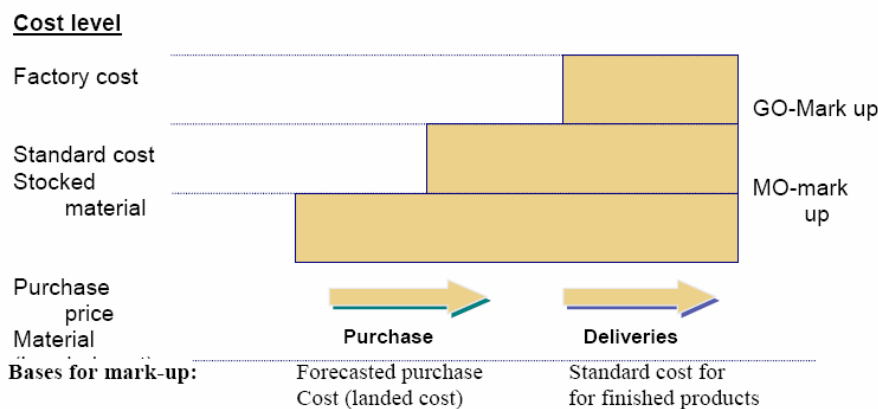 Cost level
Factory cost
GO-Mark up
Standard cost
Stocked
material
MO-mark
up
Purchase
price
Material
Purchase
Deliveries
Bases for mark-up:
Forecasted purchase
Cost (landed cost)
Standard cost for
for finished products